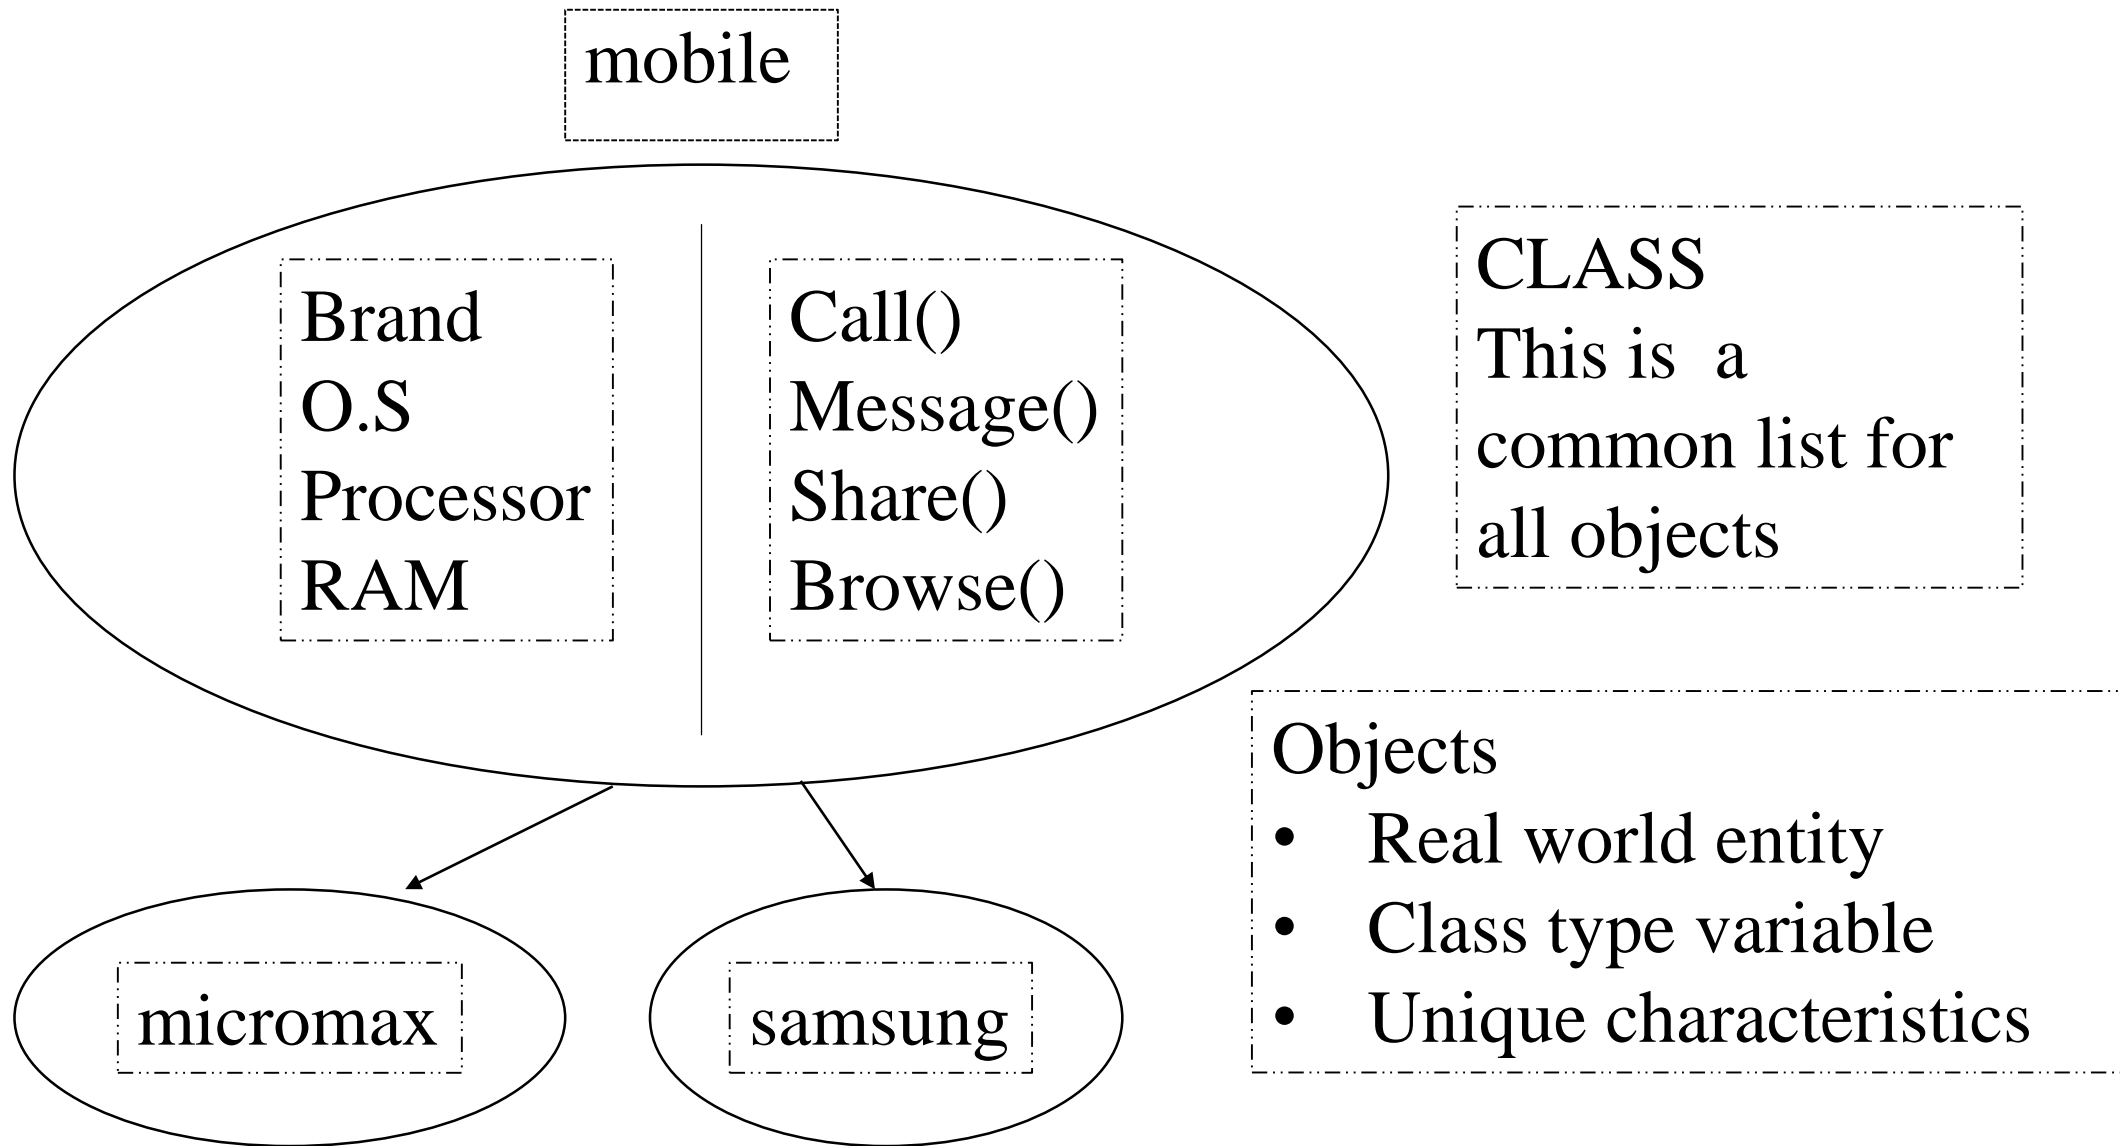 mobile
Brand
O.S
Processor
RAM
Call()
Message()
Share()
Browse()
CLASS
This is  a
common list for
all objects
micromax
samsung
Objects
• Real world entity
• Class type variable
• Unique characteristics